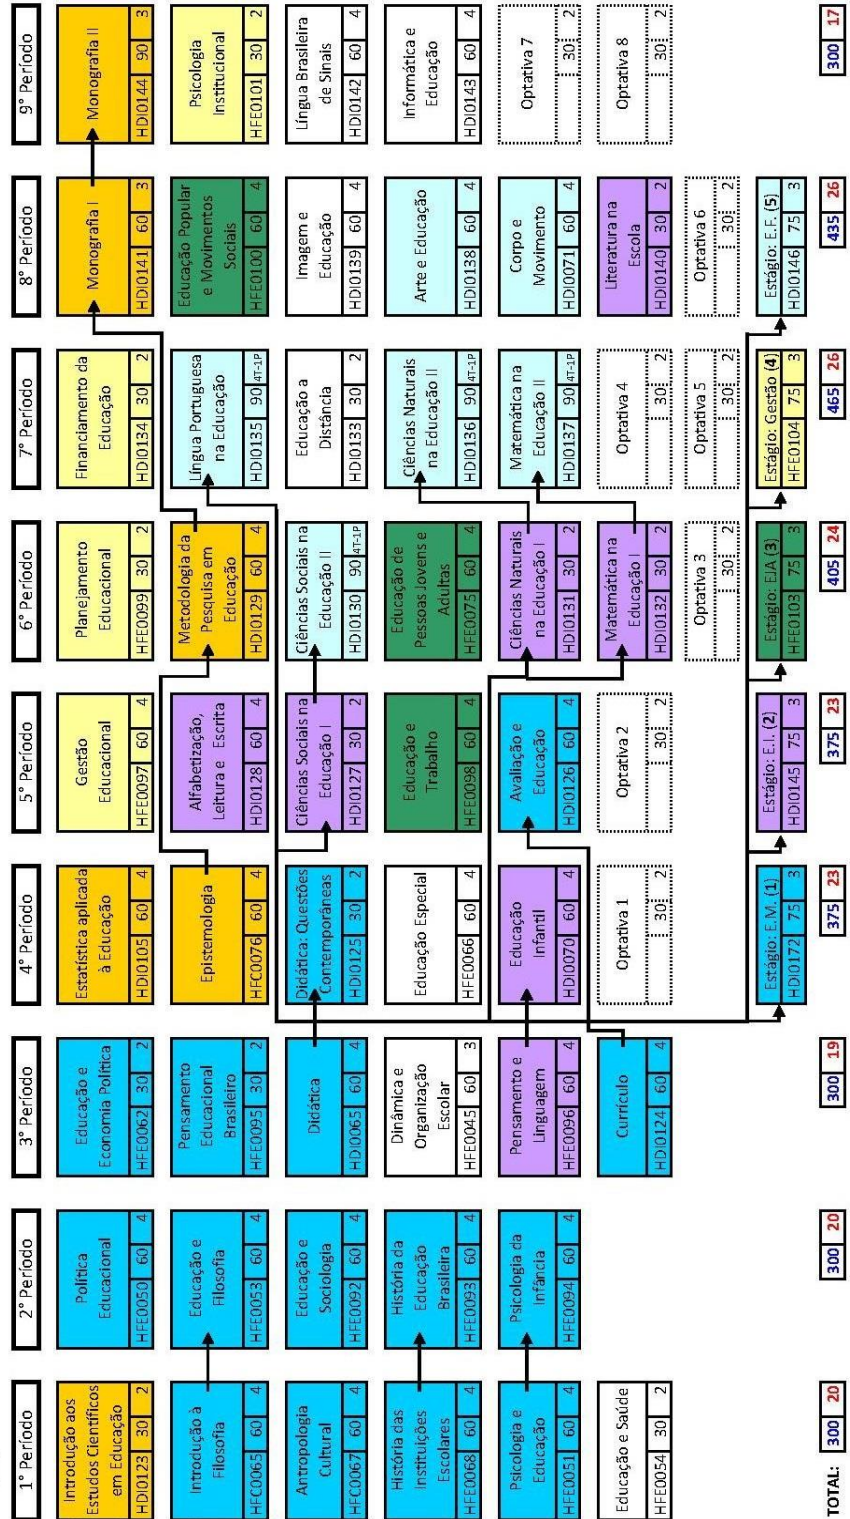 1° Período
Introdução aos
Estudos Científicos
em Educação
HDI0123 30 2
Introdução à
Filosofia
HFC0065 60 4
Antropologia
Cultural
HFC0067 60 4
História das
Instituições
Escolares
HFE0068 60 4
Psicologia e
Educação
HFE0051 60 4
Educação e Saúde
HFE0054 30 2
TOTAL: 300 20
2° Período
Política
Educacional
HFE0050 60 4
Educação e
Filosofia
HFE0053 60 4
Educação e
Sociologia
HFE0092 60 4
História da
Educação
Brasileira
HFE0093 60 4
Psicologia da
Infância
HFE0094 60 4
300 20
3° Período
Educação e
Economia Política
HFE0062 30 2
Pensamento
Educacional
Brasileiro
HFE0095 30 2
Didática
HDI0065 60 4
Dinâmica e
Organização
Escolar
HFE0045 60 3
Pensamento e
Linguagem
HFE0096 60 4
Currículo
HDI0124 60 4
300 19
4° Período
Estatística aplicada
à Educação
HDI0105 60 4
Epistemologia
HFC0076 60 4
Didática: Questões
Contemporâneas
HDI0125 30 2
Educação Especial
HFE0066 60 4
Educação
Infantil
HDI0070 60 4
Optativa 1
30 2
Estágio: E.M. (1)
HDI0172 75 3
375 23
5° Período
Gestão
Educacional
HFE0097 60 4
Alfabetização,
Leitura e Escrita
HDI0128 60 4
Ciências Sociais na
Educação I
HDI0127 30 2
Educação e
Trabalho
HFE0098 60 4
Avaliação e
Educação
HDI0126 60 4
Optativa 2
30 2
Estágio: E.I. (2)
HDI0145 75 3
375 23
6° Período
Planejamento
Educacional
HFE0099 30 2
Metodologia da
Pesquisa em
Educação
HDI0129 60 4
Ciências Sociais na
Educação II
HDI0130 90 4T-1P
Educação de
Pessoas Jovens e
Adultas
HFE0075 60 4
Ciências Naturais
na Educação I
HDI0131 30 2
Matemática na
Educação I
HDI0132 30 2
Optativa 3
30 2
Estágio: EJA (3)
HFE0103 75 3
405 24
7° Período
Financiamento da
Educação
HDI0134 30 2
Língua Portuguesa
na Educação
HDI0135 90 4T-1P
Educação a
Distância
HDI0133 30 2
Ciências Naturais
na Educação II
HDI0136 90 4T-1P
Matemática na
Educação II
HDI0137 90 4T-1P
Optativa 4
30 2
Optativa 5
30 2
Estágio: Gestão (4)
HFE0104 75 3
465 26
8° Período
Monografia I
HDI0141 60 3
Educação Popular
e Movimentos
Sociais
HFE0100 60 4
Imagem e
Educação
HDI0139 60 4
Arte e Educação
HDI0138 60 4
Corpo e
Movimento
HDI0071 60 4
Literatura na
Escola
HDI0140 30 2
Optativa 6
30 2
Estágio: E.F. (5)
HDI0146 75 3
435 26
9° Período
Monografia II
HDI0144 90 3
Psicologia
Institucional
HFE0101 30 2
Língua Brasileira
de Sinais
HDI0142 60 4
Informática e
Educação
HDI0143 60 4
Optativa 7
30 2
Optativa 8
30 2
300 17